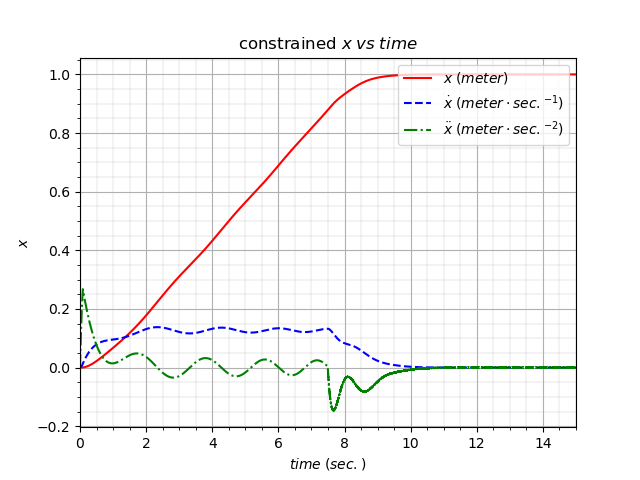 constrained x vs time
x (meter)
ẋ (meter · sec.⁻¹)
ẍ (meter · sec.⁻²)
1.0
0.8
0.6
0.4
0.2
0.0
−0.2
x
0 2 4 6 8 10 12 14
time (sec.)